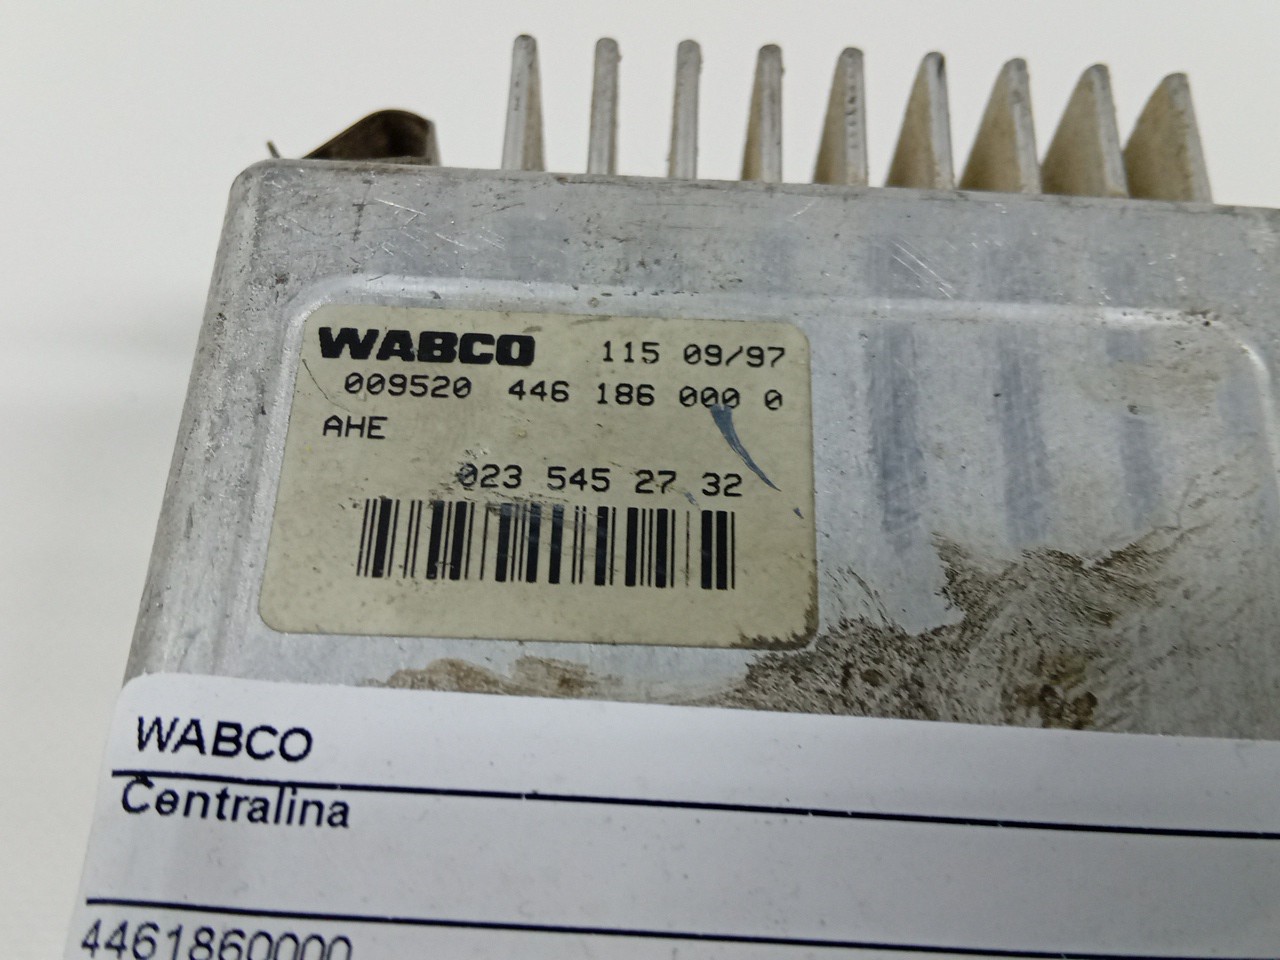 WABCO 115 09/97
009520 446 186 000 0
AHE
023 545 27 32
WABCO
Centralina
4461860000